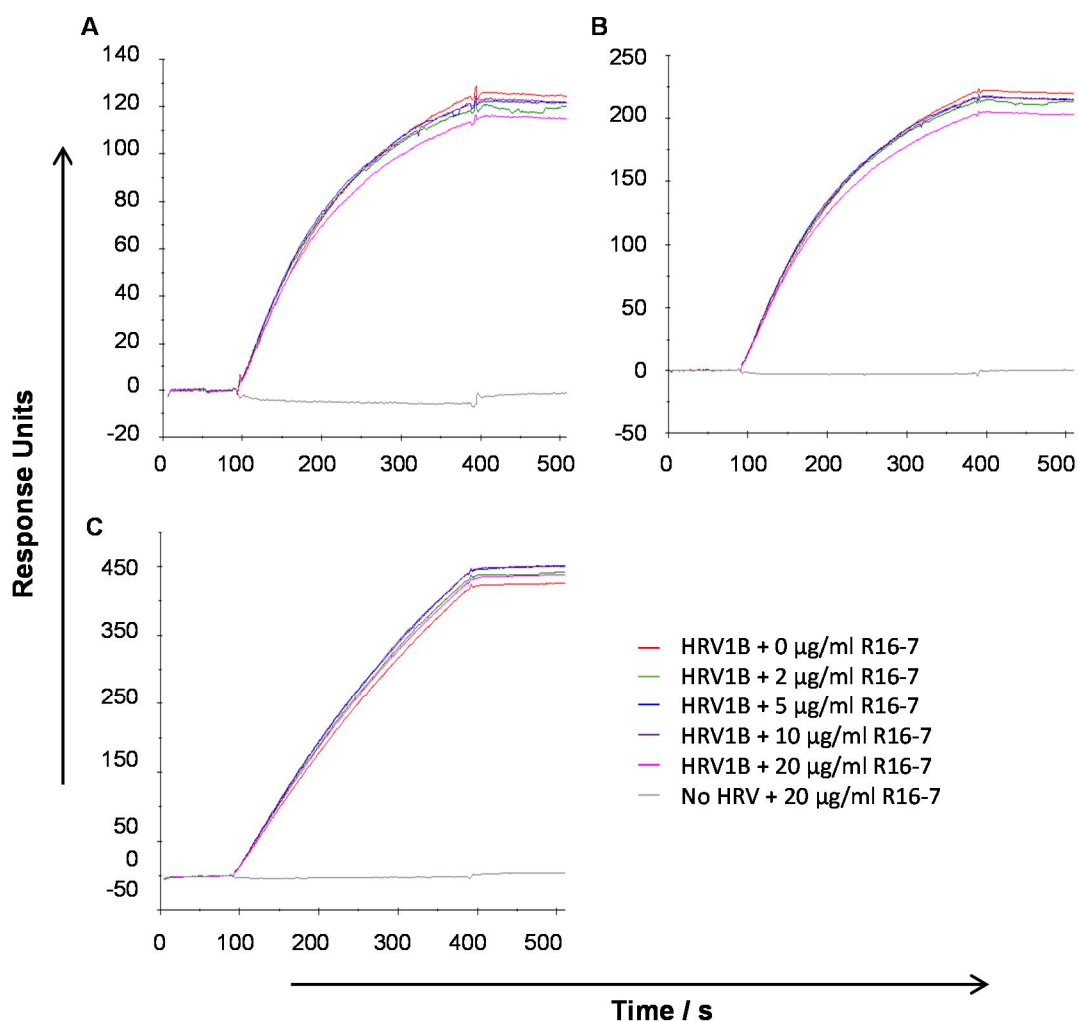 A
140
120
100
80
60
40
20
0
-20
0 100 200 300 400 500
B
250
200
150
100
50
0
-50
0 100 200 300 400 500
C
450
350
250
150
50
0
-50
0 100 200 300 400 500
Response Units
HRV1B + 0 µg/ml R16-7
HRV1B + 2 µg/ml R16-7
HRV1B + 5 µg/ml R16-7
HRV1B + 10 µg/ml R16-7
HRV1B + 20 µg/ml R16-7
No HRV + 20 µg/ml R16-7
Time / s